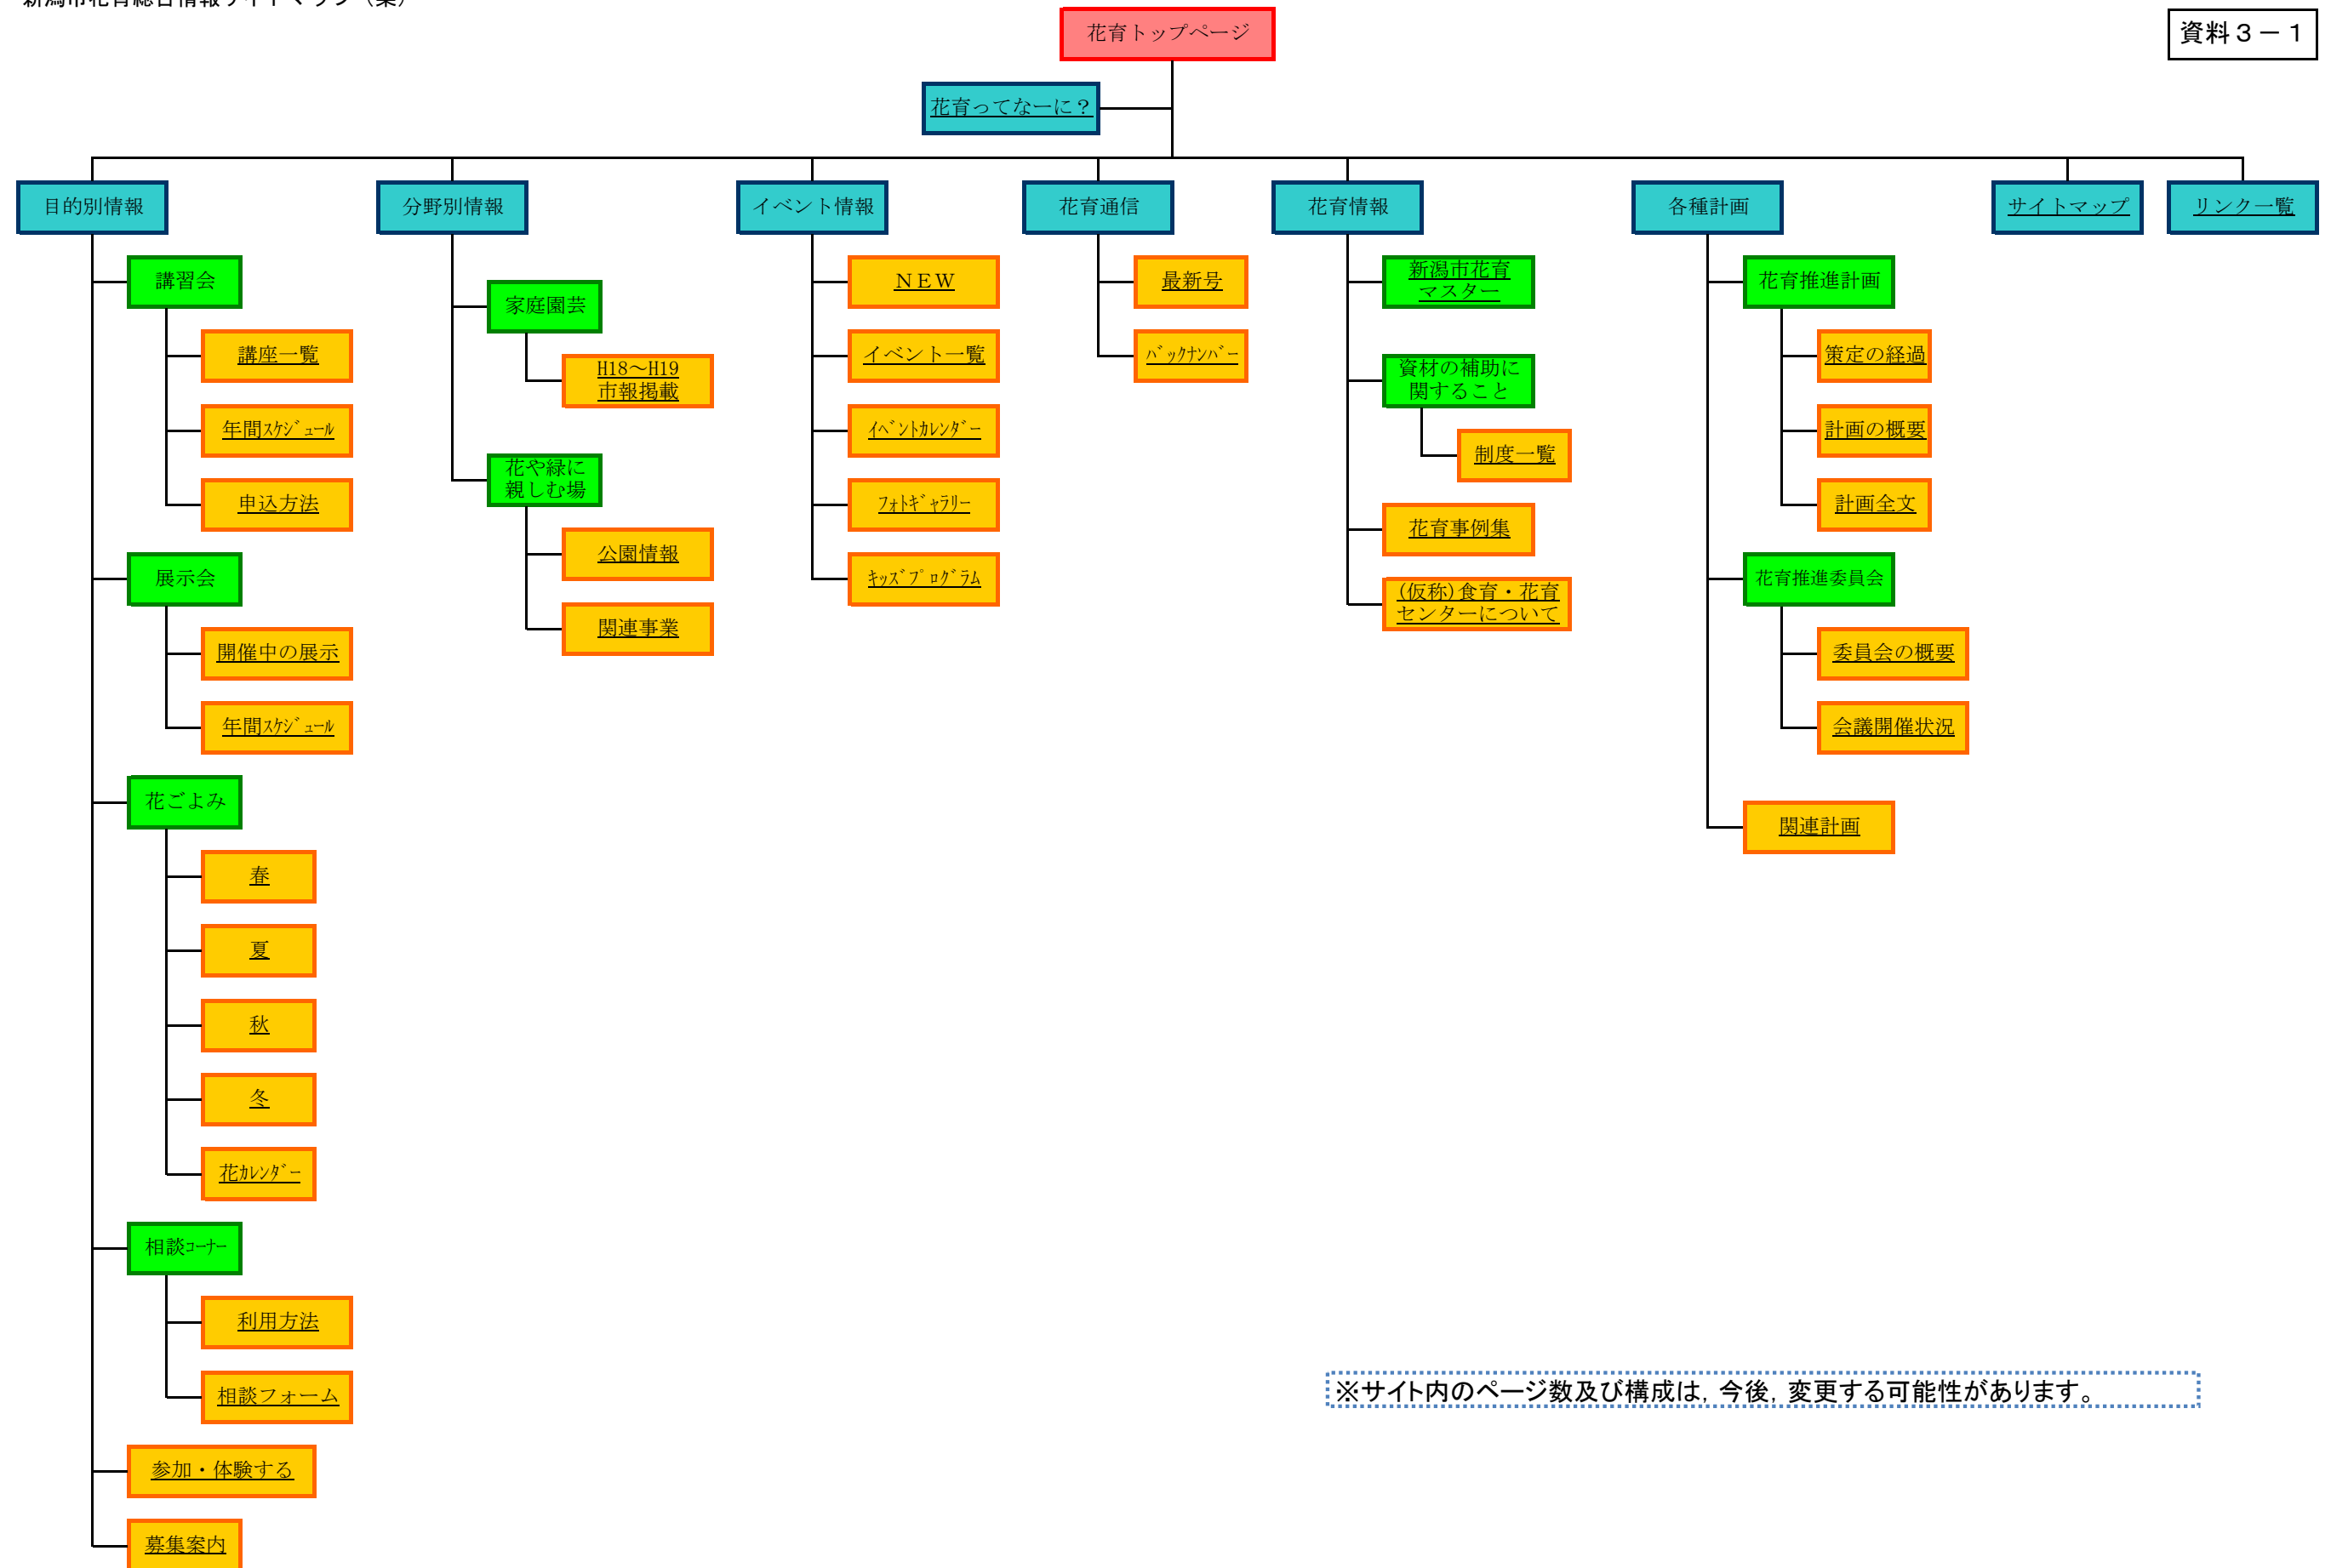 新潟市花育総合情報サイトマップ（案）
資料３－１
花育トップページ
花育ってなーに？
目的別情報
講習会
講座一覧
年間ｽｹｼﾞｭｰﾙ
申込方法
展示会
開催中の展示
年間ｽｹｼﾞｭｰﾙ
花ごよみ
春
夏
秋
冬
花ｶﾚﾝﾀﾞｰ
相談ｺｰﾅｰ
利用方法
相談フォーム
参加・体験する
募集案内
分野別情報
家庭園芸
H18～H19
市報掲載
花や緑に
親しむ場
公園情報
関連事業
イベント情報
ＮＥＷ
イベント一覧
ｲﾍﾞﾝﾄｶﾚﾝﾀﾞｰ
ﾌｫﾄｷﾞｬﾗﾘｰ
ｷｯｽﾞﾌﾟﾛｸﾞﾗﾑ
花育通信
最新号
ﾊﾞｯｸﾅﾝﾊﾞｰ
花育情報
新潟市花育
マスター
資材の補助に
関すること
制度一覧
花育事例集
(仮称)食育・花育
センターについて
各種計画
花育推進計画
策定の経過
計画の概要
計画全文
花育推進委員会
委員会の概要
会議開催状況
関連計画
サイトマップ
リンク一覧
※サイト内のページ数及び構成は，今後，変更する可能性があります。